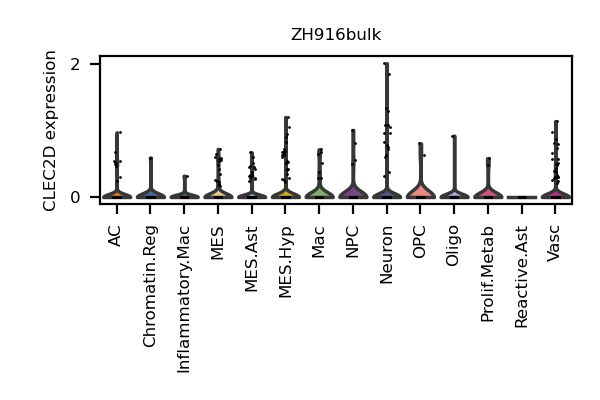 ZH916bulk
CLEC2D expression
2
0
AC
Chromatin.Reg
Inflammatory.Mac
MES
MES.Ast
MES.Hyp
Mac
NPC
Neuron
OPC
Oligo
Prolif.Metab
Reactive.Ast
Vasc